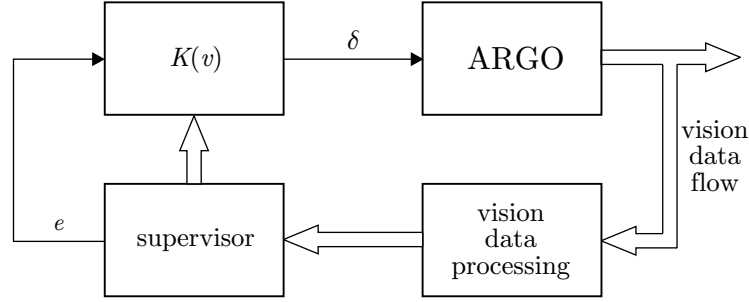 K(v)
δ
ARGO
vision
data
flow
e
supervisor
vision
data
processing